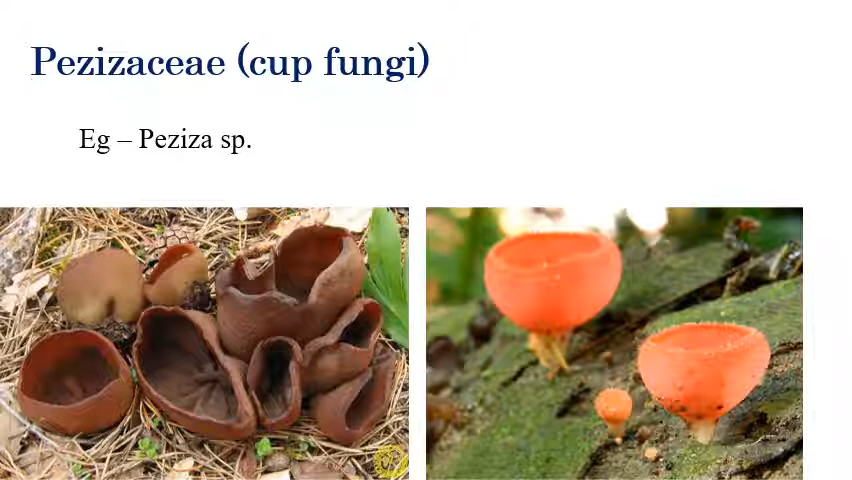 Pezizaceae (cup fungi)
Eg – Peziza sp.